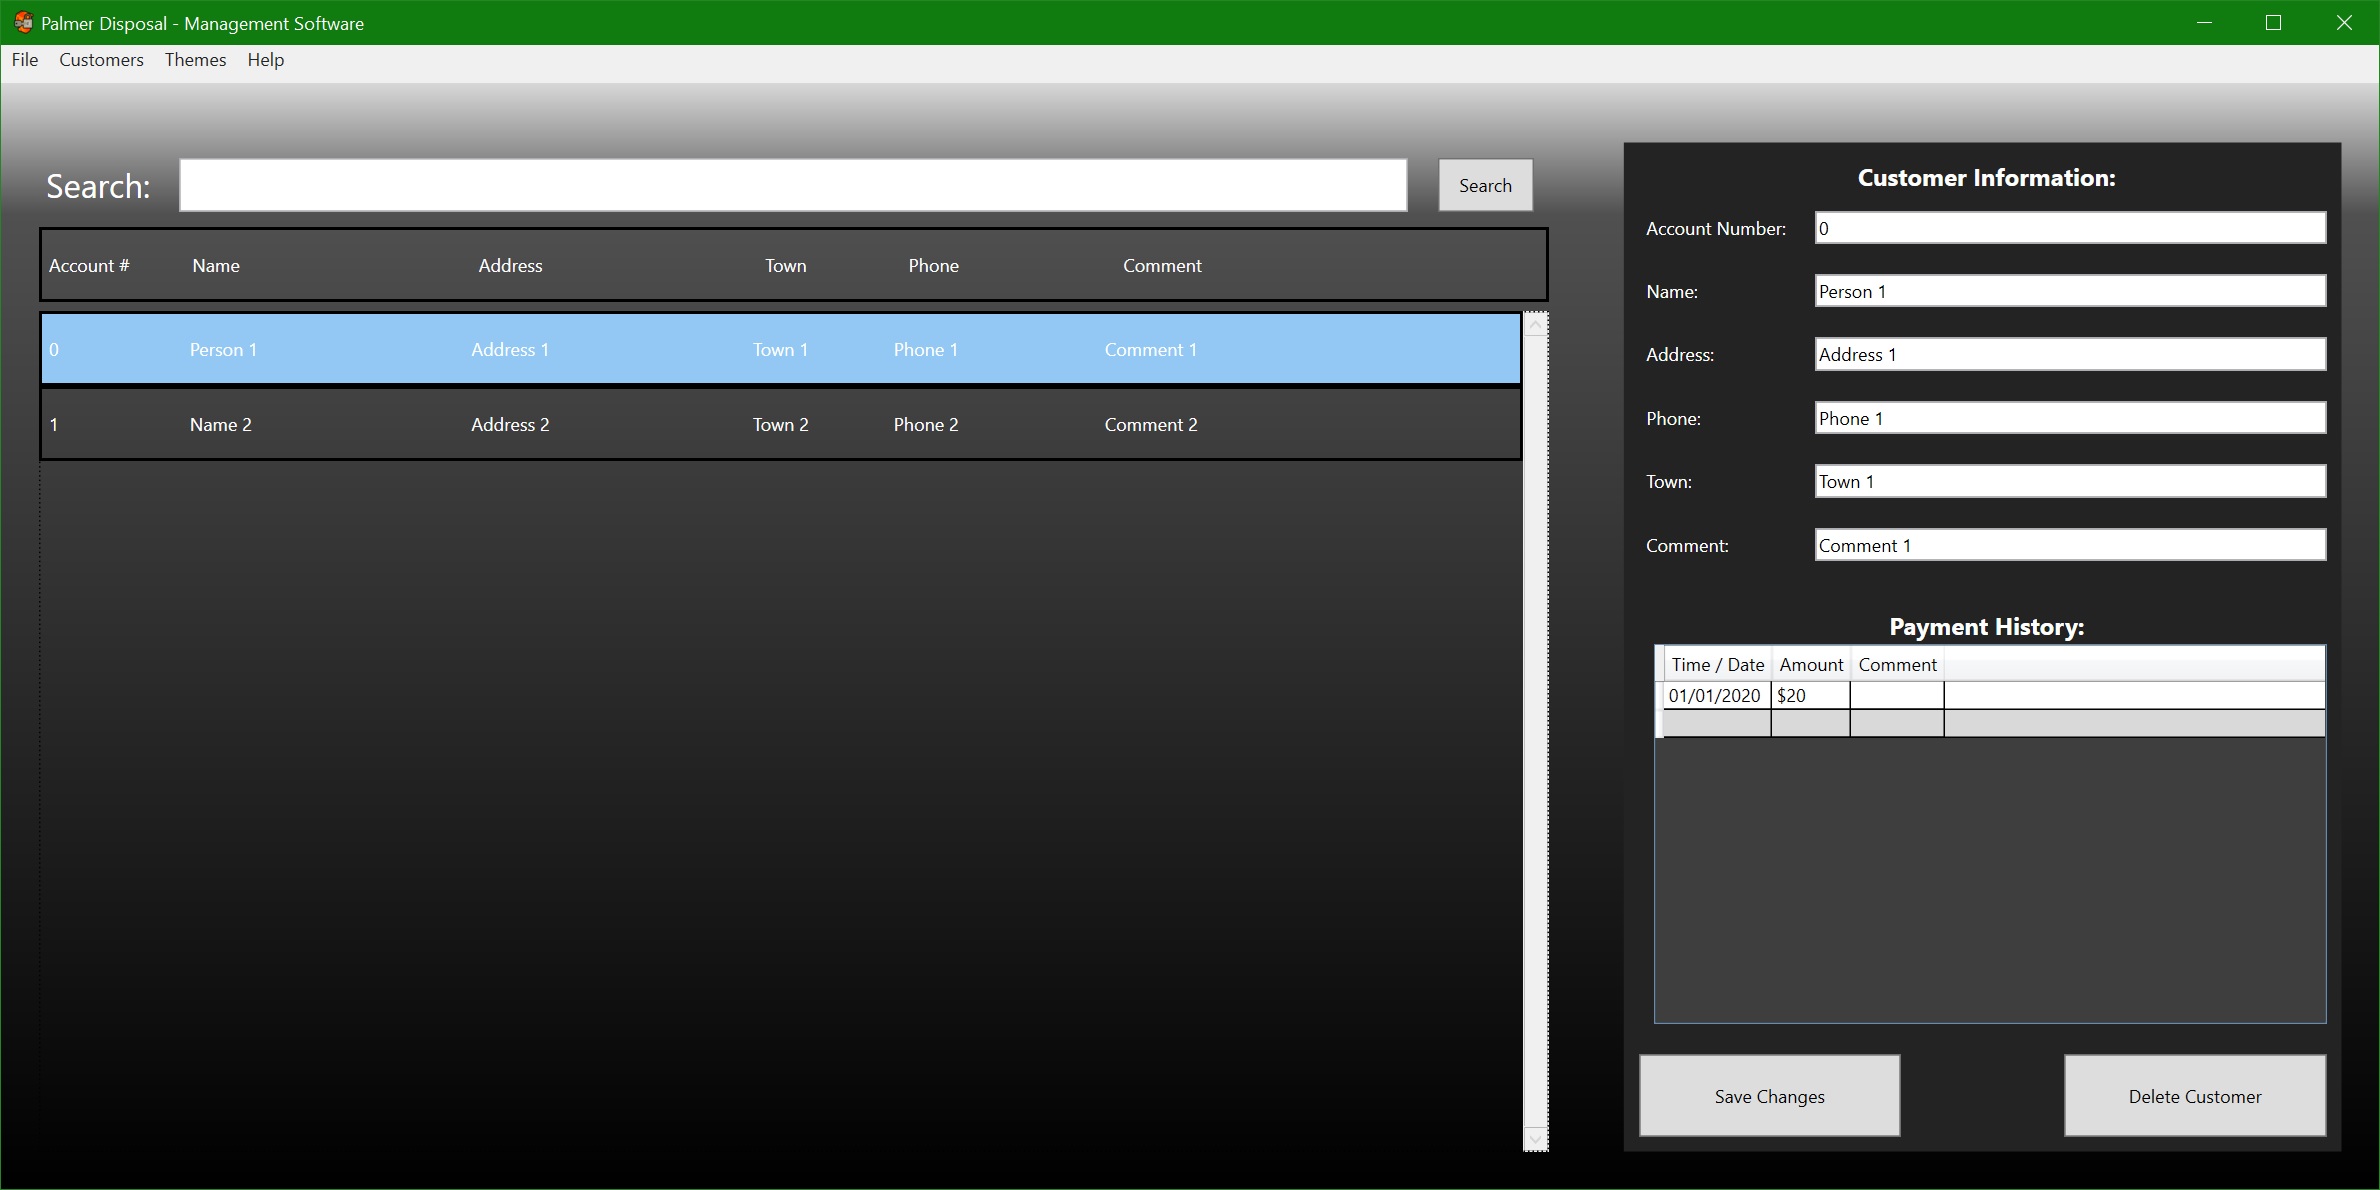 Palmer Disposal - Management Software
File Customers Themes Help
Search:
Search
Account # Name Address Town Phone Comment
0 Person 1 Address 1 Town 1 Phone 1 Comment 1
1 Name 2 Address 2 Town 2 Phone 2 Comment 2
Customer Information:
Account Number: 0
Name: Person 1
Address: Address 1
Phone: Phone 1
Town: Town 1
Comment: Comment 1
Payment History:
Time / Date Amount Comment
01/01/2020 $20
Save Changes Delete Customer